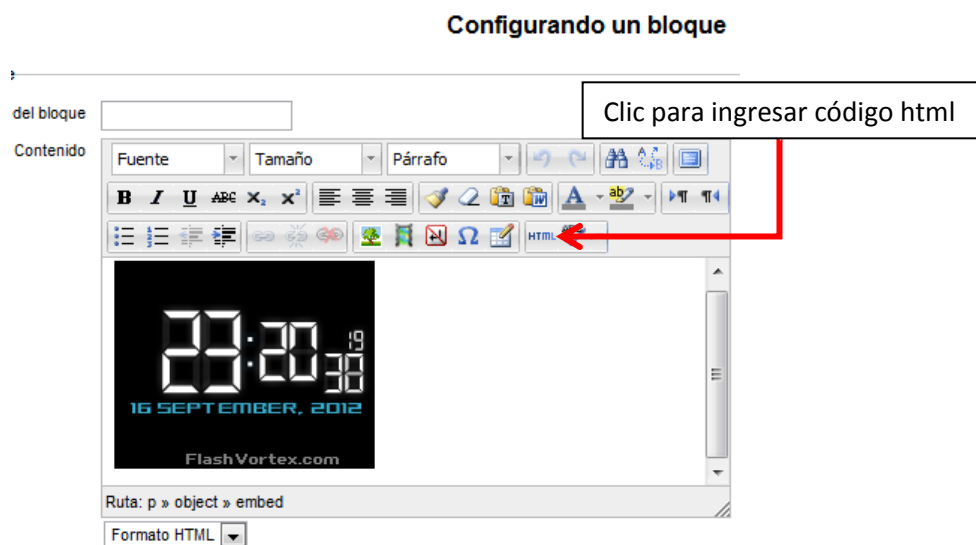 Configurando un bloque
e
del bloque
Clic para ingresar código html
Contenido
Fuente Tamaño Párrafo
B I U ABC X₂ x²
HTML
23:20 38 19
16 SEPTEMBER, 2012
FlashVortex.com
Ruta: p » object » embed
Formato HTML